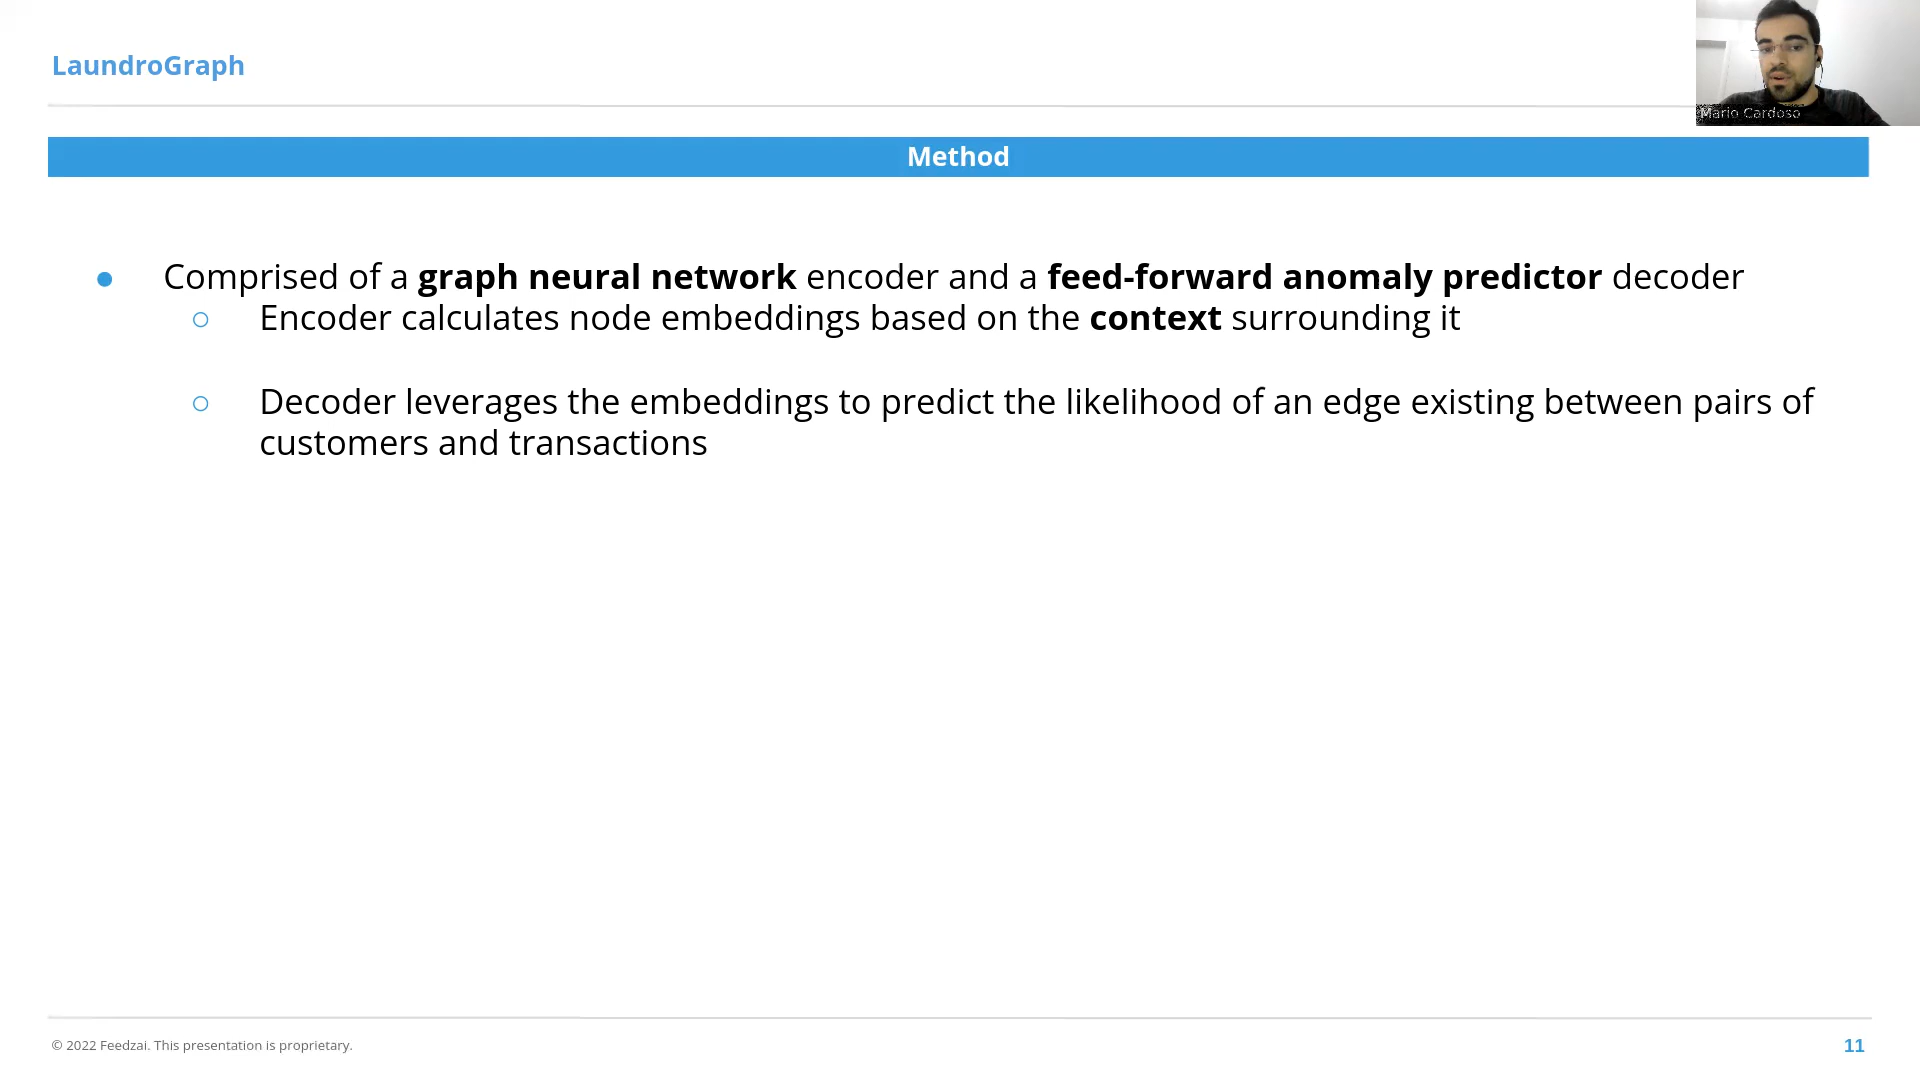 LaundroGraph
Mario Cardoso
Method
Comprised of a graph neural network encoder and a feed-forward anomaly predictor decoder
Encoder calculates node embeddings based on the context surrounding it
Decoder leverages the embeddings to predict the likelihood of an edge existing between pairs of
customers and transactions
© 2022 Feedzai. This presentation is proprietary.
11